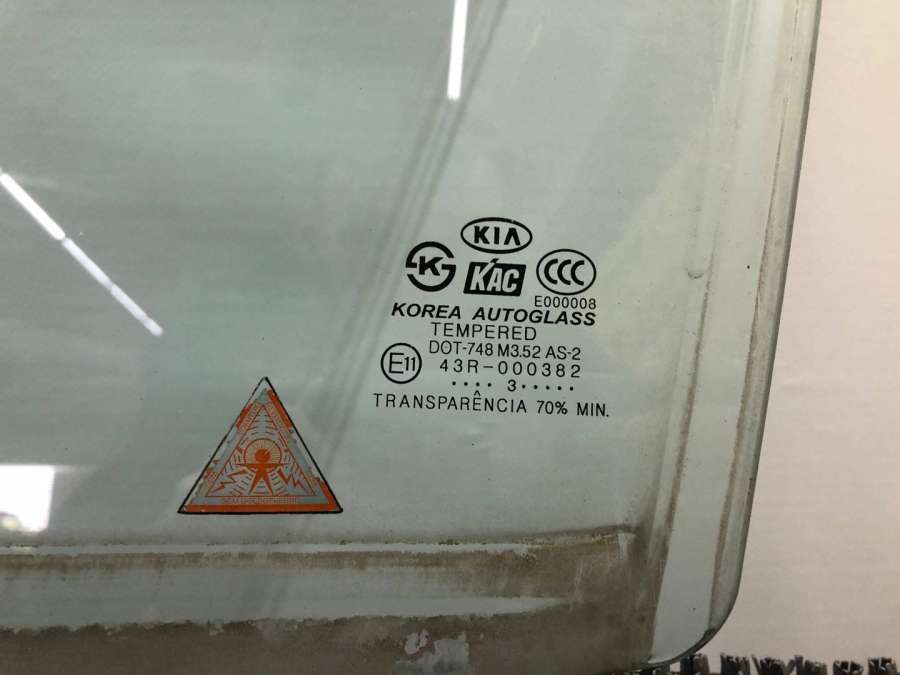 KIA
K
KAC
CCC
E000008
KOREA AUTOGLASS
TEMPERED
DOT-748 M3.52 AS-2
E11
43R-000382
•••• 3•••••
TRANSPARÊNCIA 70% MIN.